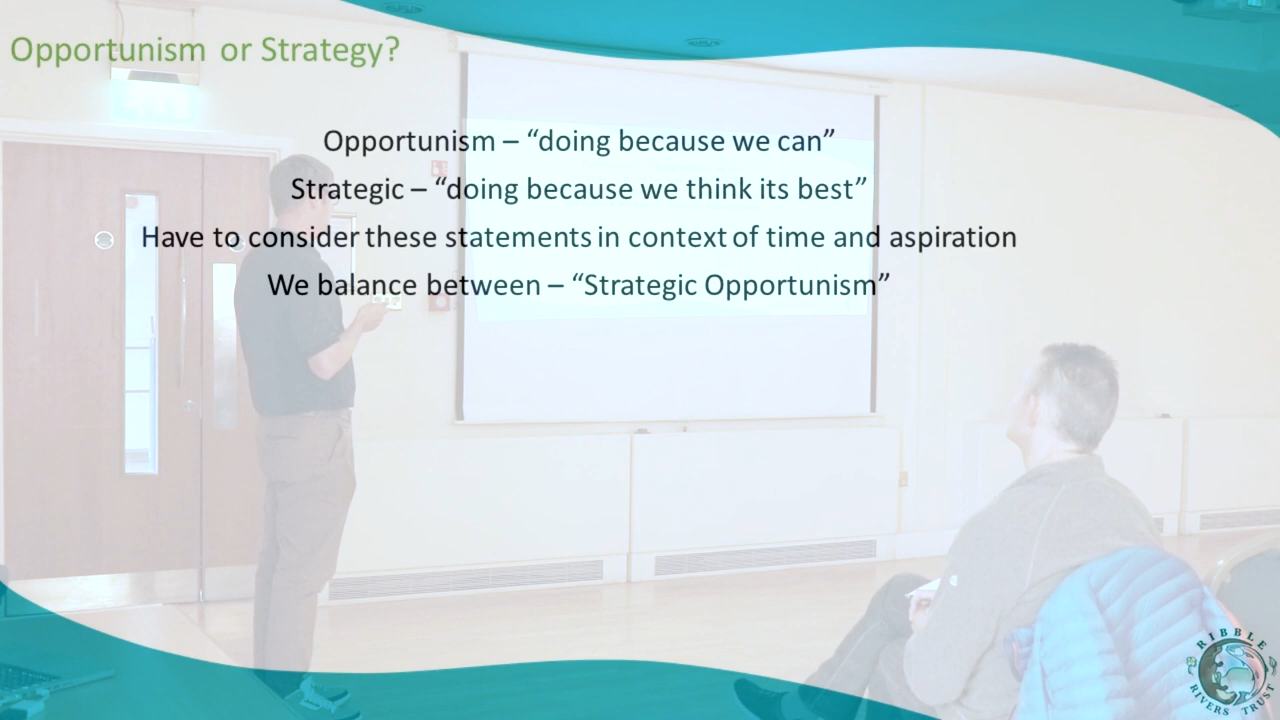 Opportunism or Strategy?
Opportunism – “doing because we can”
Strategic – “doing because we think its best”
Have to consider these statements in context of time and aspiration
We balance between – “Strategic Opportunism”
RIBBLE
RIVERS TRUST